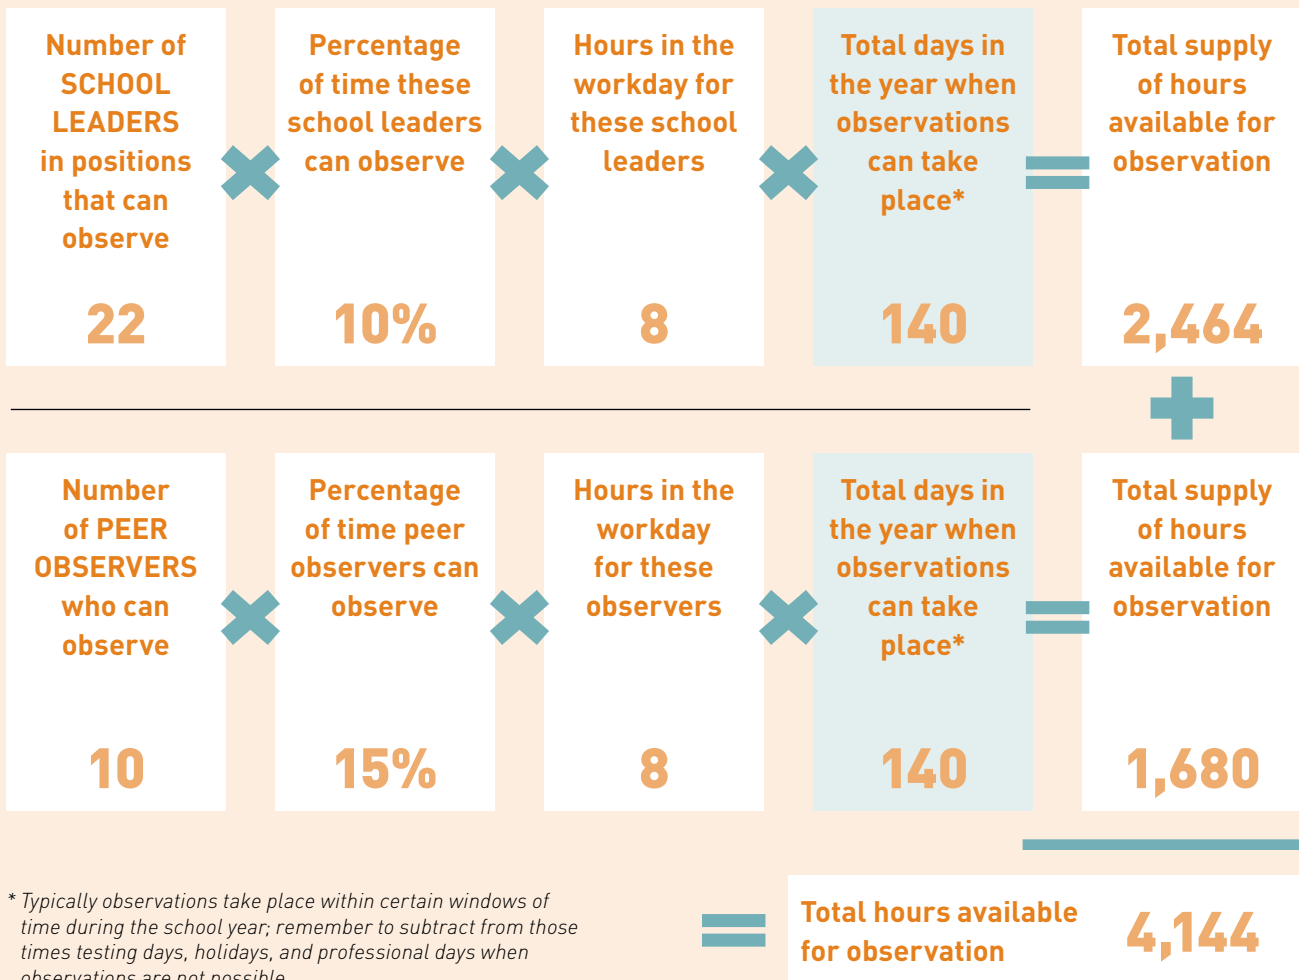 Number of
SCHOOL
LEADERS
in positions
that can
observe
22
Percentage
of time these
school leaders
can observe
10%
Hours in the
workday for
these school
leaders
8
Total days in
the year when
observations
can take
place*
140
Total supply
of hours
available for
observation
2,464
Number
of PEER
OBSERVERS
who can
observe
10
Percentage
of time peer
observers can
observe
15%
Hours in the
workday
for these
observers
8
Total days in
the year when
observations
can take
place*
140
Total supply
of hours
available for
observation
1,680
* Typically observations take place within certain windows of
time during the school year; remember to subtract from those
times testing days, holidays, and professional days when
observations are not possible
Total hours available
for observation
4,144